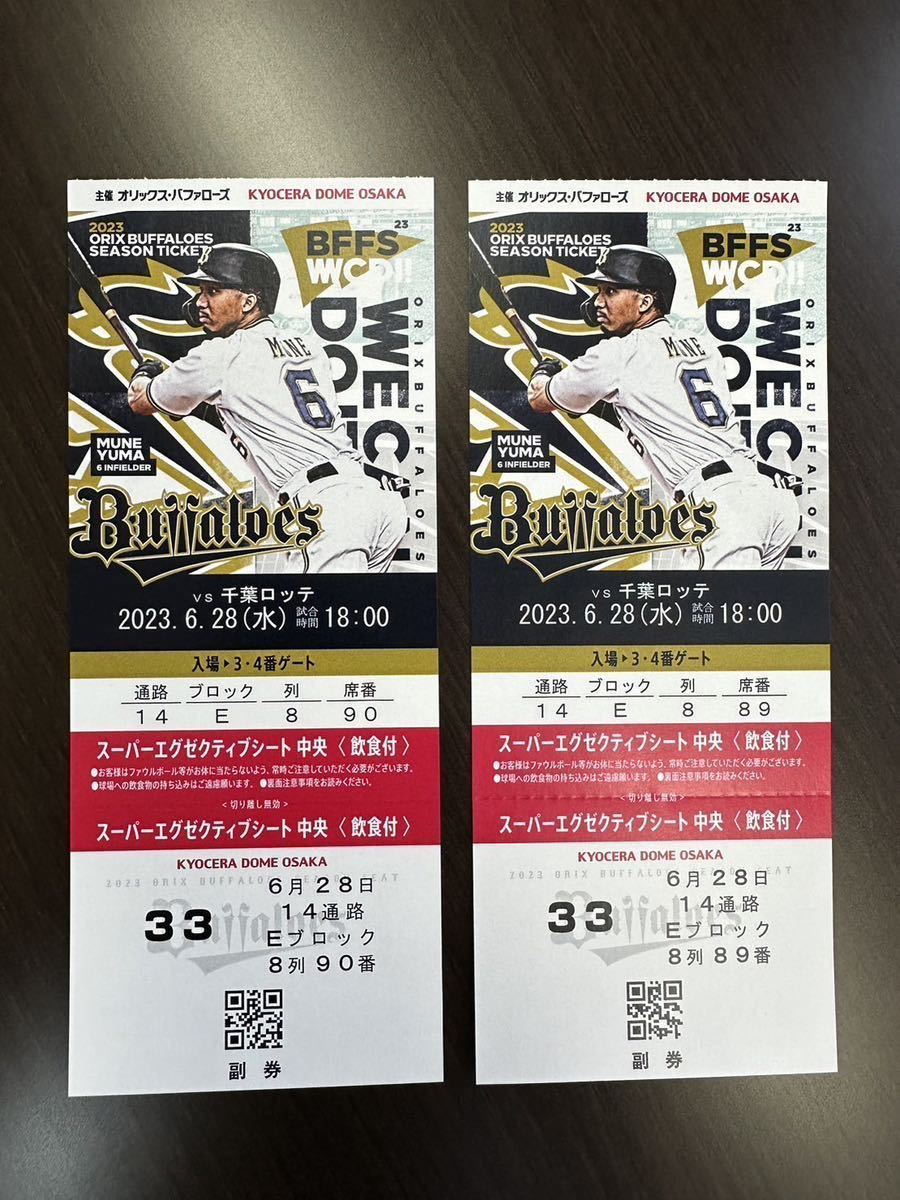 主催 オリックス・バファローズ KYOCERA DOME OSAKA
2023
ORIX BUFFALOES
SEASON TICKET
23
BFFS
WCDI!
WE CA
DO IT
ORIX BUFFALOES
MUNE
6
MUNE
YUMA
6 INFIELDER
Buffaloes
vs 千葉ロッテ
2023. 6. 28(水) 試合時間 18:00
入場▶3・4番ゲート
通路 ブロック 列 席番
14 E 8 90
スーパーエグゼクティブシート 中央 〈 飲食付 〉
●お客様はファウルボール等がお体に当たらないよう、常時ご注意していただく必要がございます。
●球場への飲食物の持ち込みはご遠慮願います。 ●裏面注意事項をお読みください。
<切り離し無効>
スーパーエグゼクティブシート 中央 〈 飲食付 〉
KYOCERA DOME OSAKA
2023 ORIX BUFFALOES SEASON SEAT
Buffaloes
33
6月28日
14通路
Eブロック
8列90番
副券
主催 オリックス・バファローズ KYOCERA DOME OSAKA
2023
ORIX BUFFALOES
SEASON TICKET
23
BFFS
WCDI!
WE CA
DO IT
ORIX BUFFALOES
MUNE
6
MUNE
YUMA
6 INFIELDER
Buffaloes
vs 千葉ロッテ
2023. 6. 28(水) 試合時間 18:00
入場▶3・4番ゲート
通路 ブロック 列 席番
14 E 8 89
スーパーエグゼクティブシート 中央 〈 飲食付 〉
●お客様はファウルボール等がお体に当たらないよう、常時ご注意していただく必要がございます。
●球場への飲食物の持ち込みはご遠慮願います。 ●裏面注意事項をお読みください。
<切り離し無効>
スーパーエグゼクティブシート 中央 〈 飲食付 〉
KYOCERA DOME OSAKA
2023 ORIX BUFFALOES SEASON SEAT
Buffaloes
33
6月28日
14通路
Eブロック
8列89番
副券